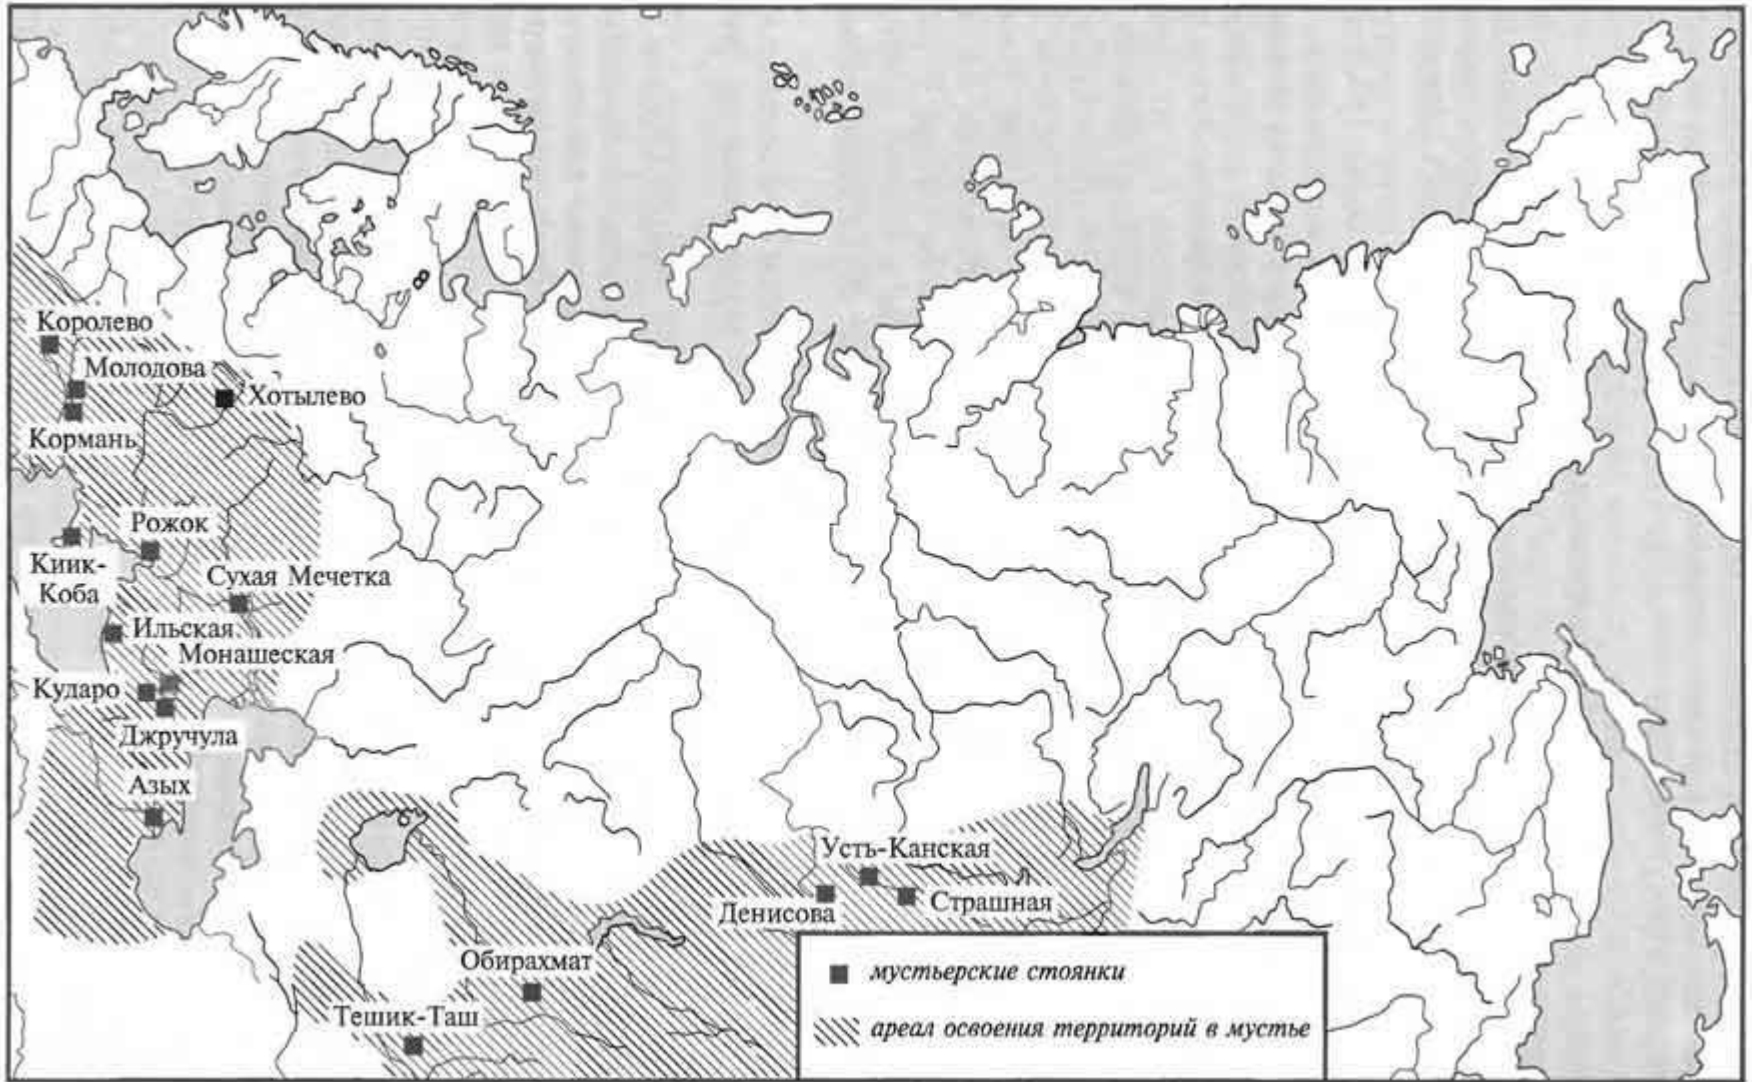 Королево
Молодова
Хотылево
Кормань
Рожок
Киик-
Коба
Сухая Мечетка
Ильская
Монашеская
Кударо
Джручула
Азых
Усть-Канская
Денисова
Страшная
Обирахмат
Тешик-Таш
мустьерские стоянки
ареал освоения территорий в мустье